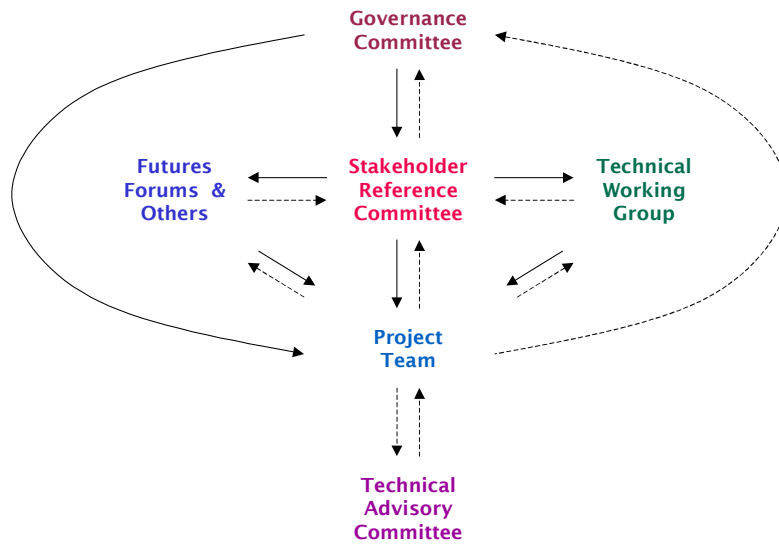 Governance
Committee
Futures
Forums &
Others
Stakeholder
Reference
Committee
Technical
Working
Group
Project
Team
Technical
Advisory
Committee